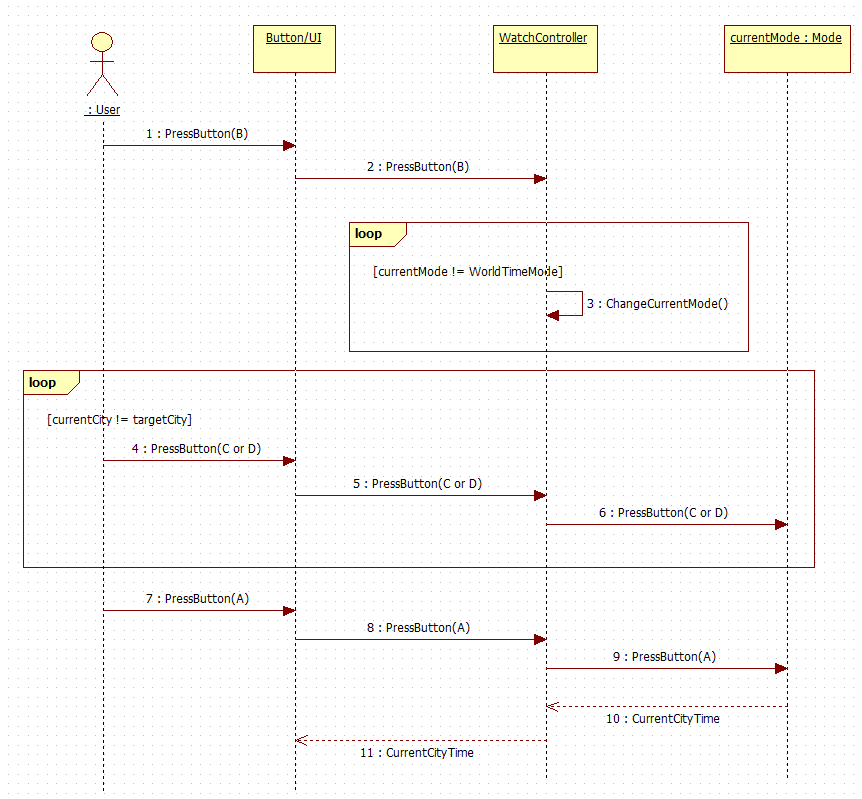 Button/UI
WatchController
currentMode : Mode
: User
1 : PressButton(B)
2 : PressButton(B)
loop
[currentMode != WorldTimeMode]
3 : ChangeCurrentMode()
loop
[currentCity != targetCity]
4 : PressButton(C or D)
5 : PressButton(C or D)
6 : PressButton(C or D)
7 : PressButton(A)
8 : PressButton(A)
9 : PressButton(A)
10 : CurrentCityTime
11 : CurrentCityTime